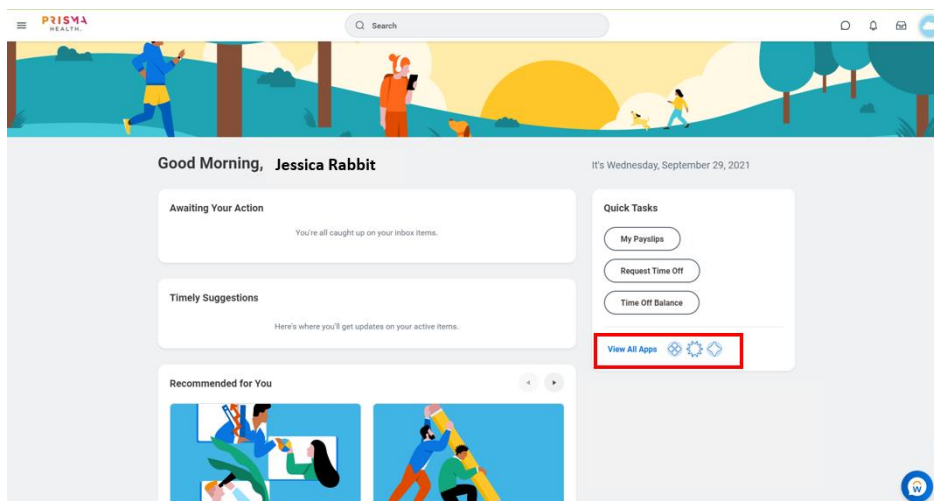 PRISMA
HEALTH.
Search
Good Morning, Jessica Rabbit
It's Wednesday, September 29, 2021
Awaiting Your Action
You're all caught up on your inbox items.
Timely Suggestions
Here's where you'll get updates on your active items.
Recommended for You
Quick Tasks
My Payslips
Request Time Off
Time Off Balance
View All Apps
W